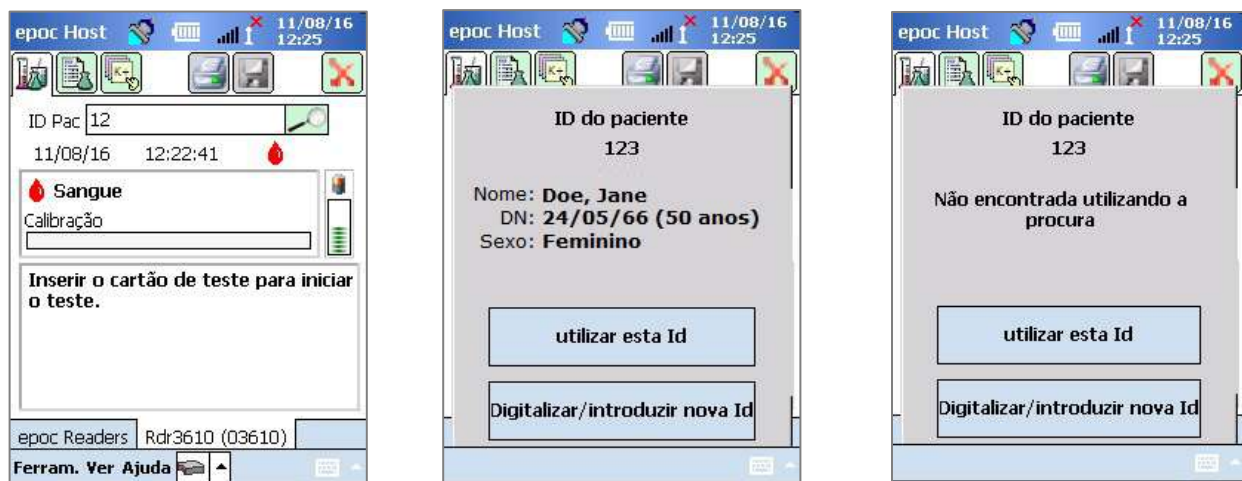 epoc Host 11/08/16
12:25
ID Pac 12
11/08/16 12:22:41
Sangue
Calibração
Inserir o cartão de teste para iniciar
o teste.
epoc Readers Rdr3610 (03610)
Ferram. Ver Ajuda
epoc Host 11/08/16
12:25
K+
ID do paciente
123
Nome: Doe, Jane
DN: 24/05/66 (50 anos)
Sexo: Feminino
utilizar esta Id
Digitalizar/introduzir nova Id
epoc Host 11/08/16
12:25
K+
ID do paciente
123
Não encontrada utilizando a
procura
utilizar esta Id
Digitalizar/introduzir nova Id